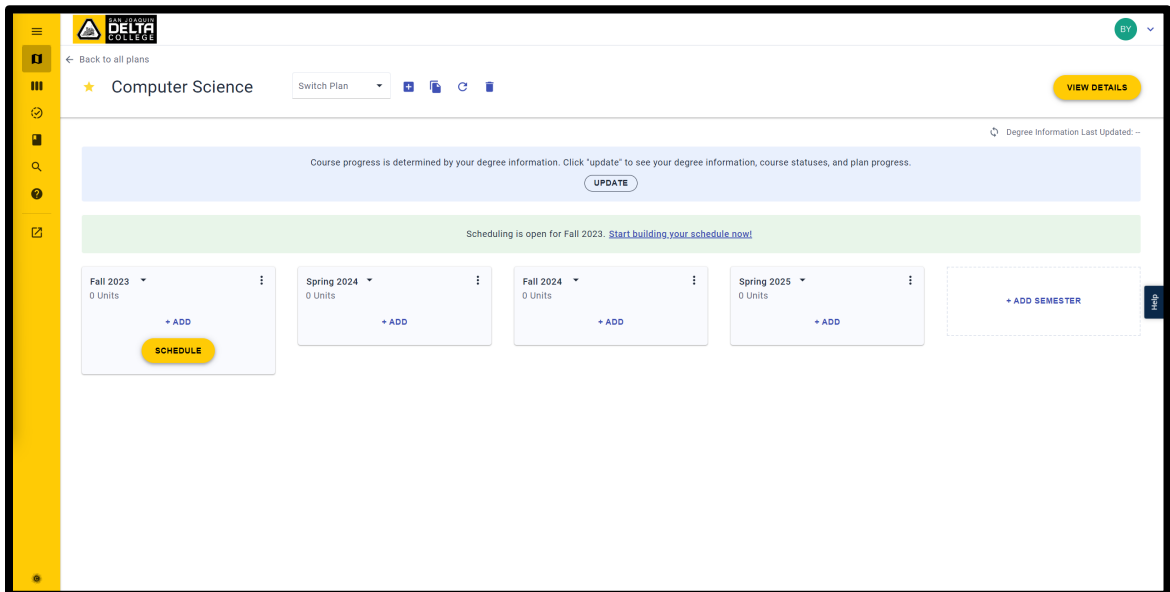 SAN JOAQUIN
DELTA
COLLEGE
BY
Back to all plans
Computer Science
Switch Plan
VIEW DETAILS
Degree Information Last Updated: --
Course progress is determined by your degree information. Click "update" to see your degree information, course statuses, and plan progress.
UPDATE
Scheduling is open for Fall 2023. Start building your schedule now!
Fall 2023
0 Units
+ ADD
SCHEDULE
Spring 2024
0 Units
+ ADD
Fall 2024
0 Units
+ ADD
Spring 2025
0 Units
+ ADD
+ ADD SEMESTER
Help